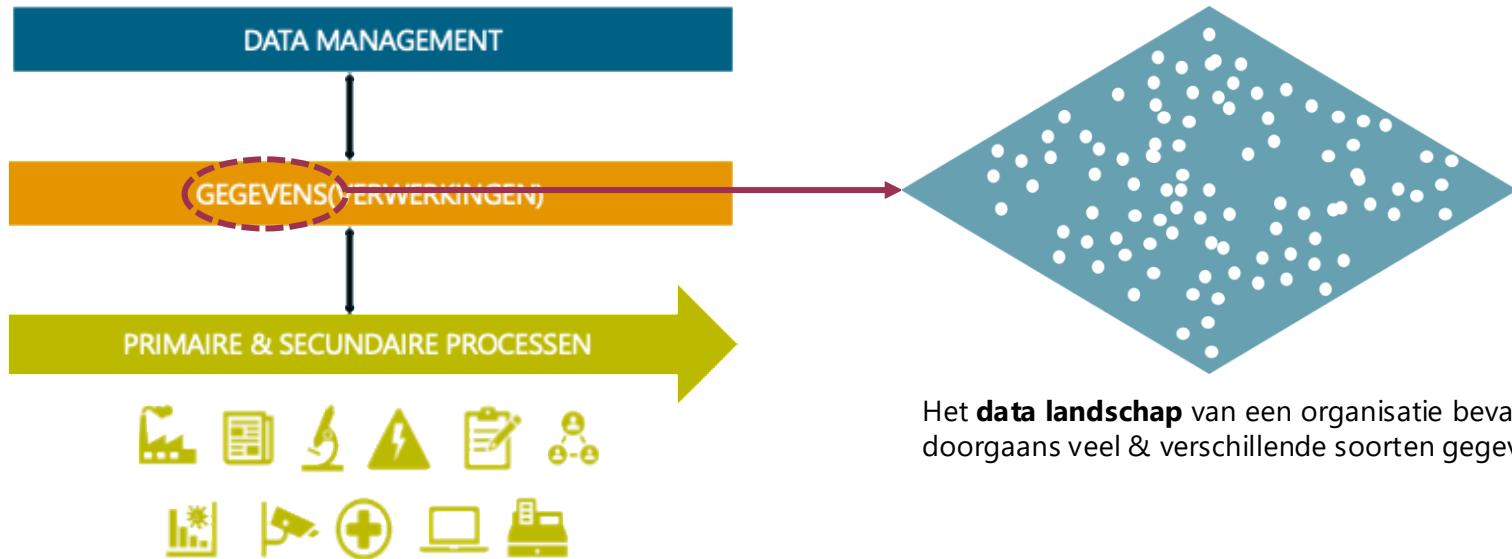 DATA MANAGEMENT
GEGEVENS(VERWERKINGEN)
PRIMAIRE & SECUNDAIRE PROCESSEN
Het data landschap van een organisatie beva
doorgaans veel & verschillende soorten gegev